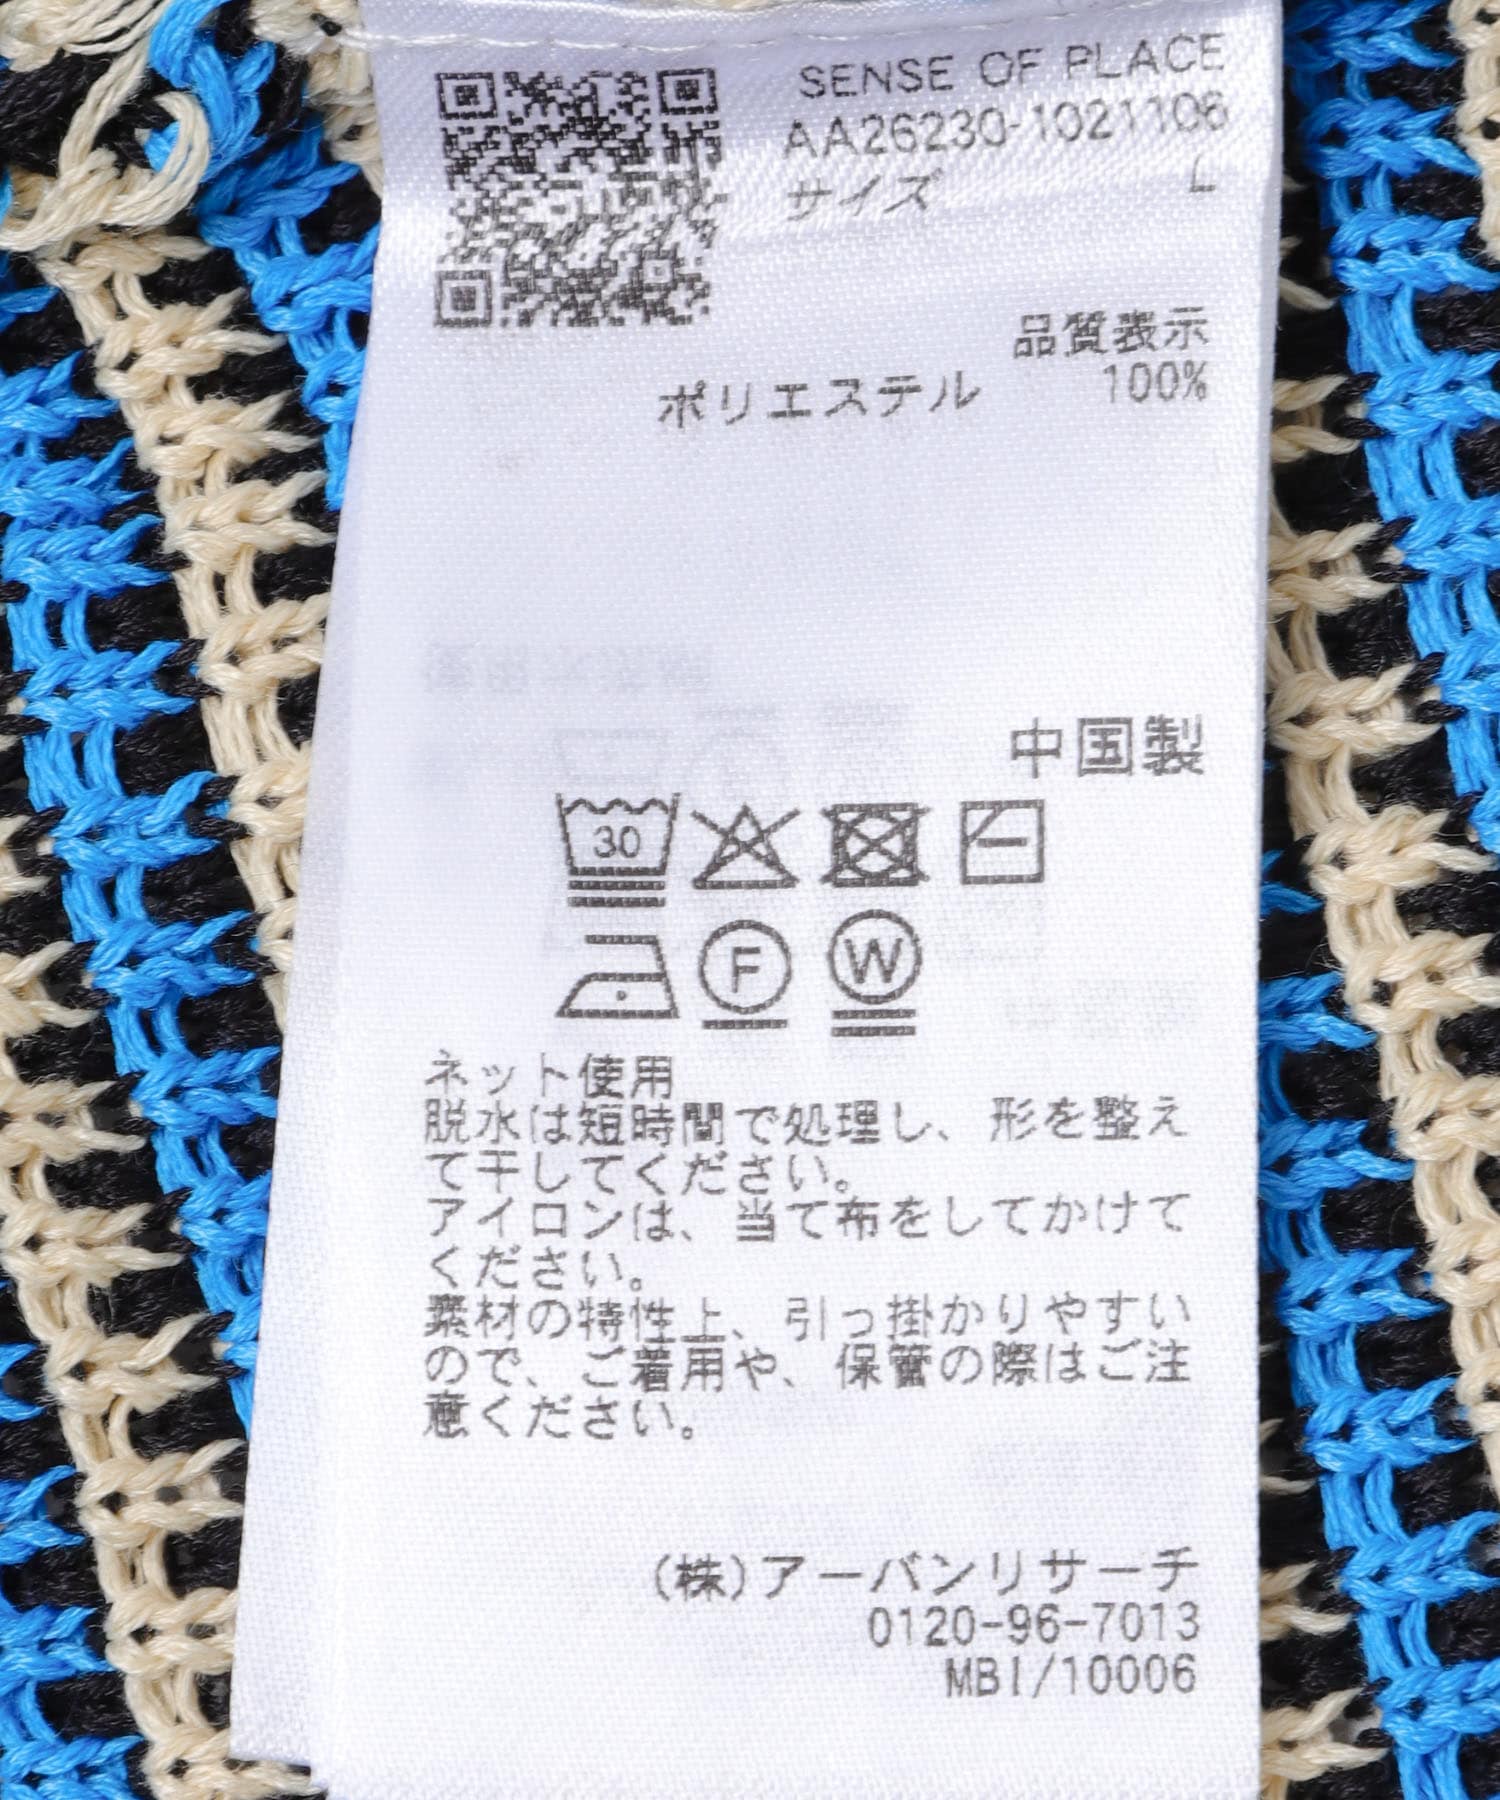 SENSE OF PLACE
AA26230-1021106
サイズ L
品質表示
ポリエステル 100%
中国製
30
F W
ネット使用
脱水は短時間で処理し、形を整え
て干してください。
アイロンは、当て布をしてかけて
ください。
素材の特性上、引っ掛かりやすい
ので、ご着用や、保管の際はご注
意ください。
(株)アーバンリサーチ
0120-96-7013
MBI/10006